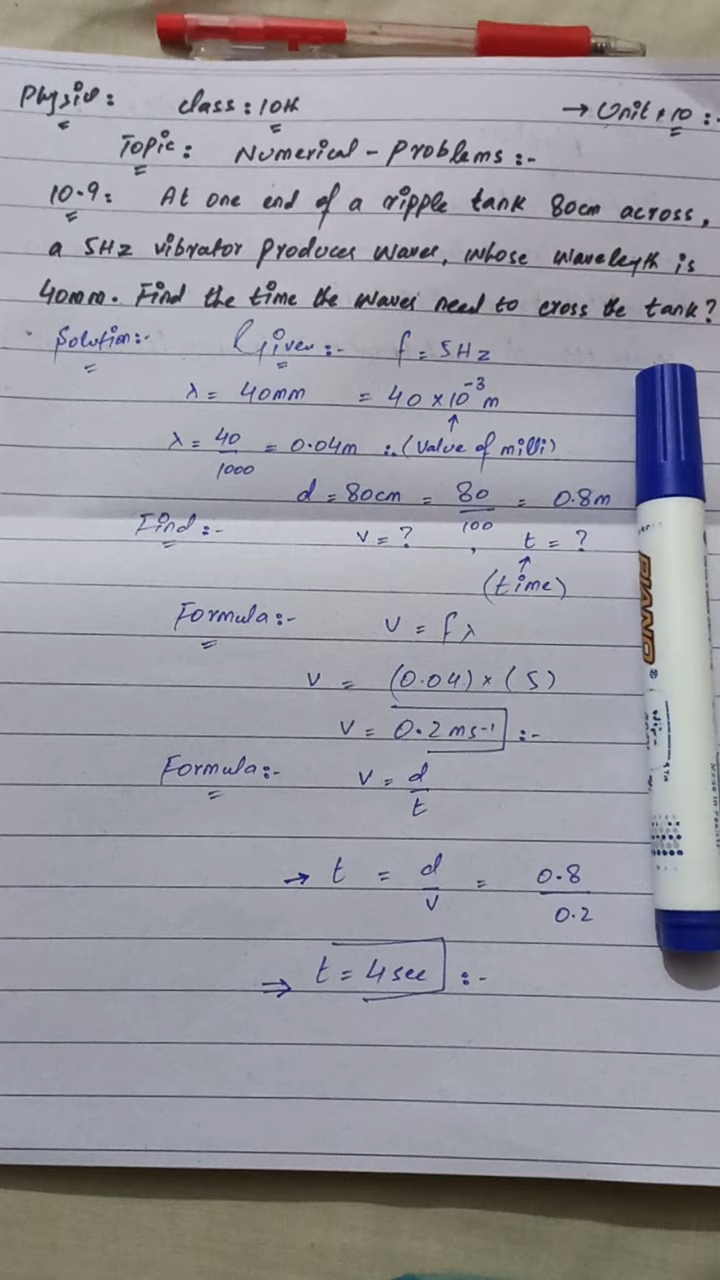 Physics: class: 10th → Unit, 10:-
Topic: Numerical - Problems:-
10.9: At one end of a ripple tank 80cm across,
a 5Hz vibrator produces waves, whose wavelength is
40mm. Find the time the waves need to cross the tank?
Solution:- Given:- f = 5Hz
λ = 40mm = 40 × 10⁻³ m
λ = 40/1000 = 0.04m ∴ (Value of milli)
d = 80cm = 80/100 = 0.8m
Find:- v = ? , t = ?
(time)
Formula:- v = fλ
v = (0.04) × (5)
v = 0.2 ms⁻¹ :-
Formula:- v = d/t
→ t = d/v = 0.8/0.2
⇒ t = 4sec :-
PIANO